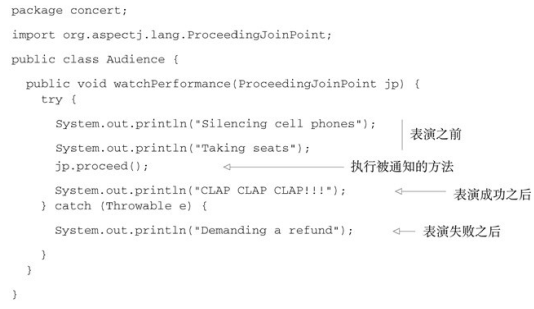 package concert;
import org.aspectj.lang.ProceedingJoinPoint;
public class Audience {
public void watchPerformance(ProceedingJoinPoint jp) {
try {
System.out.println("Silencing cell phones");
表演之前
System.out.println("Taking seats");
jp.proceed(); 执行被通知的方法
System.out.println("CLAP CLAP CLAP!!!"); 表演成功之后
} catch (Throwable e) {
System.out.println("Demanding a refund"); 表演失败之后
}
}
}